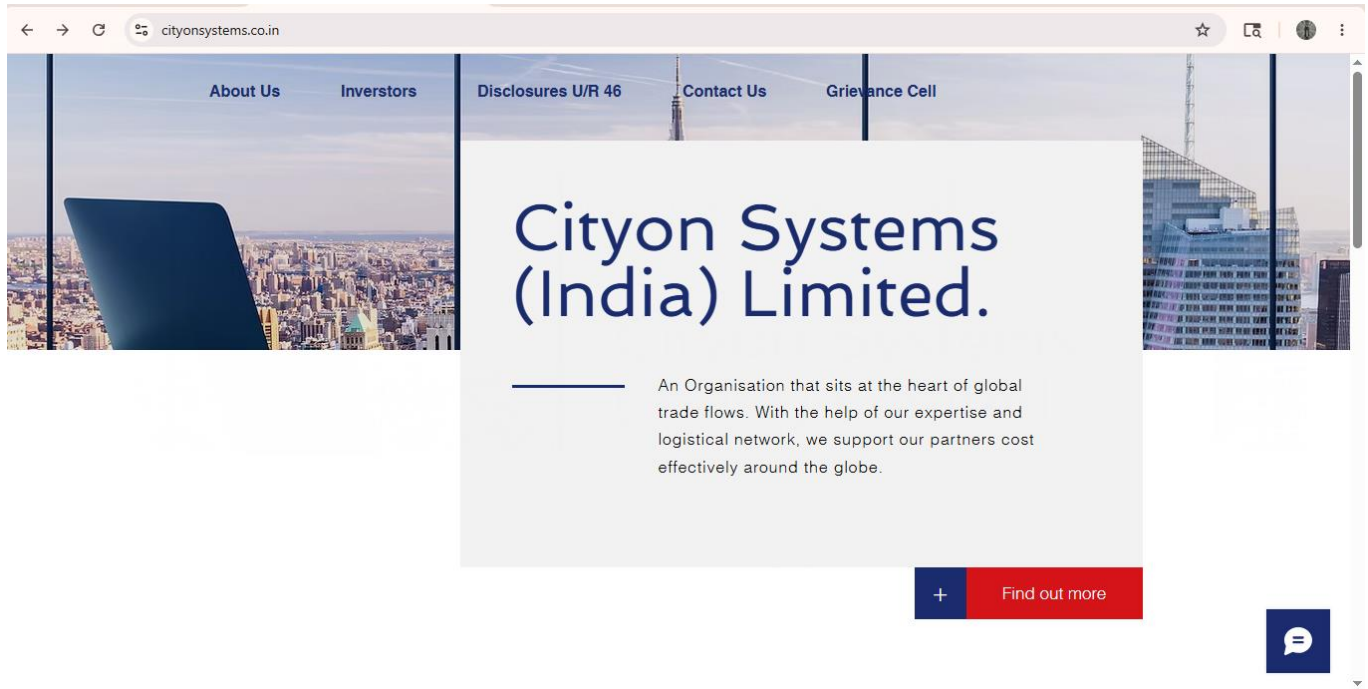 cityonsystems.co.in
About Us Inverstors Disclosures U/R 46 Contact Us Grievance Cell
Cityon Systems
(India) Limited.
An Organisation that sits at the heart of global
trade flows. With the help of our expertise and
logistical network, we support our partners cost
effectively around the globe.
+ Find out more